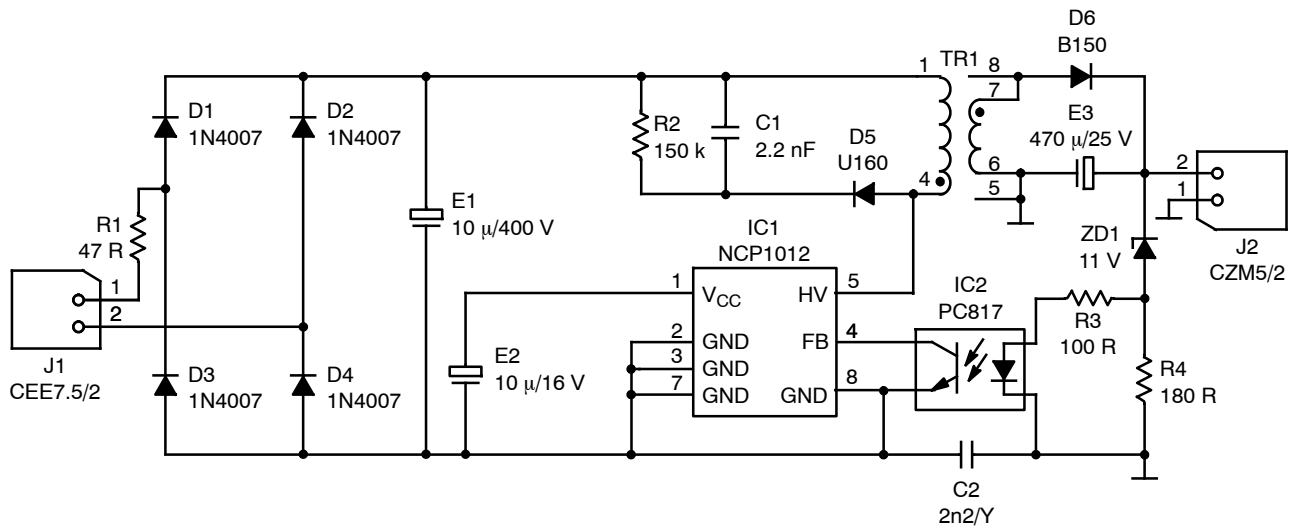 D6
B150
1 TR1 8
7
D1
1N4007
D2
1N4007
R2
150 k
C1
2.2 nF
D5
U160
E3
470 μ/25 V
4
6
5
2
1
J2
CZM5/2
R1
47 R
E1
10 μ/400 V
IC1
NCP1012
ZD1
11 V
1
2
J1
CEE7.5/2
1 VCC HV 5
2 GND FB 4
3 GND
7 GND GND 8
IC2
PC817
R3
100 R
E2
10 μ/16 V
D3
1N4007
D4
1N4007
R4
180 R
C2
2n2/Y